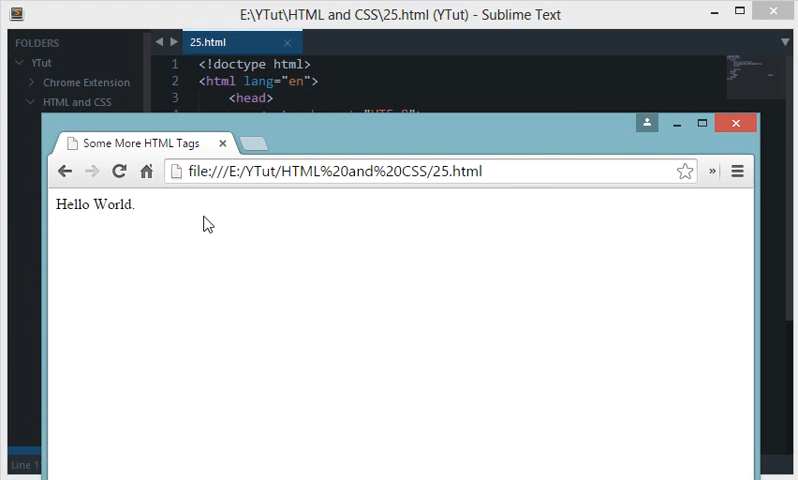 E:\YTut\HTML and CSS\25.html (YTut) - Sublime Text
FOLDERS
YTut
Chrome Extension
HTML and CSS
25.html
1 <!doctype html>
2 <html lang="en">
3 <head>
Some More HTML Tags
file:///E:/YTut/HTML%20and%20CSS/25.html
Hello World.
Line 1